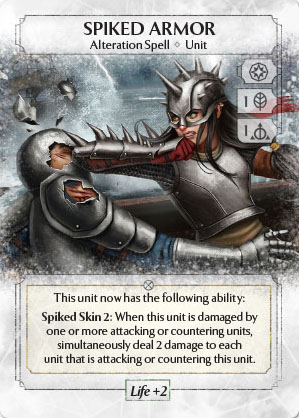 SPIKED ARMOR
Alteration Spell ◇ Unit
1
1
This unit now has the following ability:
Spiked Skin 2: When this unit is damaged by
one or more attacking or countering units,
simultaneously deal 2 damage to each
unit that is attacking or countering this unit.
Life +2